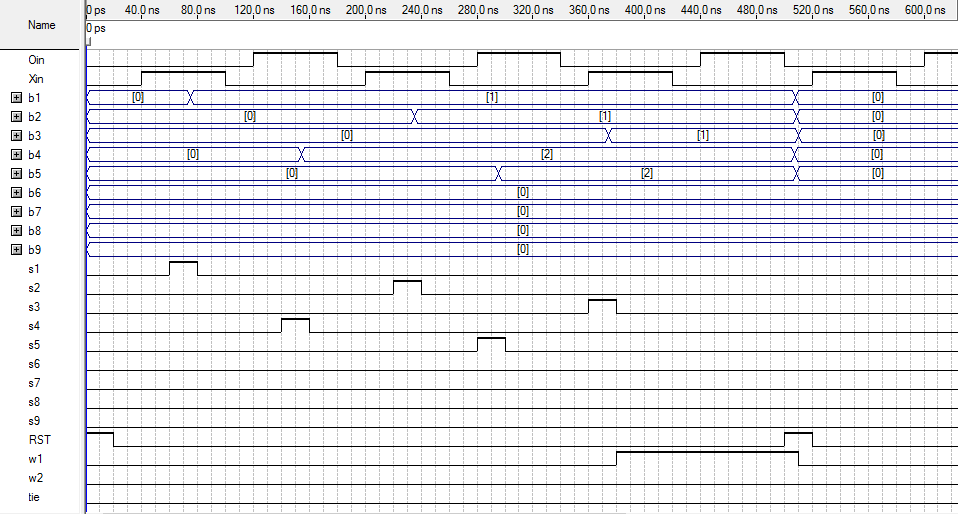 Name
0 ps 40.0 ns 80.0 ns 120.0 ns 160.0 ns 200.0 ns 240.0 ns 280.0 ns 320.0 ns 360.0 ns 400.0 ns 440.0 ns 480.0 ns 520.0 ns 560.0 ns 600.0 ns
0 ps
Oin
Xin
b1 [0] [1] [0]
b2 [0] [1] [0]
b3 [0] [1] [0]
b4 [0] [2] [0]
b5 [0] [2] [0]
b6 [0]
b7 [0]
b8 [0]
b9 [0]
s1
s2
s3
s4
s5
s6
s7
s8
s9
RST
w1
w2
tie